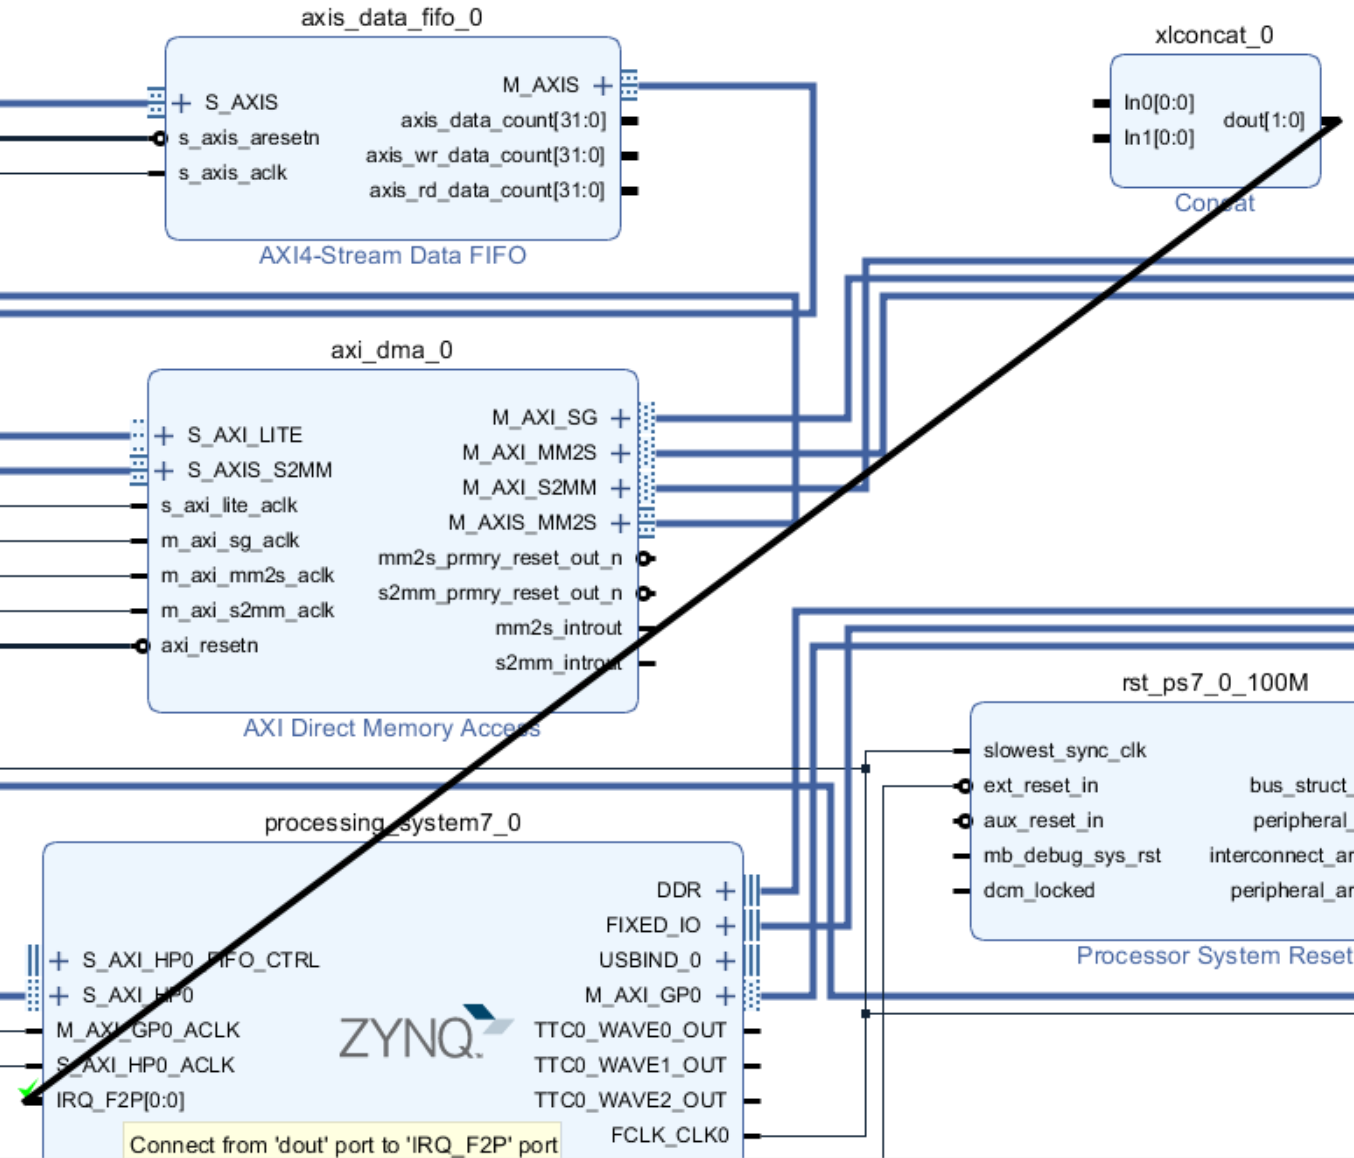 axis_data_fifo_0
S_AXIS
s_axis_aresetn
s_axis_aclk
M_AXIS
axis_data_count[31:0]
axis_wr_data_count[31:0]
axis_rd_data_count[31:0]
AXI4-Stream Data FIFO
xlconcat_0
In0[0:0]
In1[0:0]
dout[1:0]
Concat
axi_dma_0
S_AXI_LITE
S_AXIS_S2MM
s_axi_lite_aclk
m_axi_sg_aclk
m_axi_mm2s_aclk
m_axi_s2mm_aclk
axi_resetn
M_AXI_SG
M_AXI_MM2S
M_AXI_S2MM
M_AXIS_MM2S
mm2s_prmry_reset_out_n
s2mm_prmry_reset_out_n
mm2s_introut
s2mm_introut
AXI Direct Memory Access
rst_ps7_0_100M
slowest_sync_clk
ext_reset_in
aux_reset_in
mb_debug_sys_rst
dcm_locked
bus_struct_
peripheral_
interconnect_ar
peripheral_ar
Processor System Reset
processing_system7_0
S_AXI_HP0_FIFO_CTRL
S_AXI_HP0
M_AXI_GP0_ACLK
S_AXI_HP0_ACLK
IRQ_F2P[0:0]
ZYNQ
DDR
FIXED_IO
USBIND_0
M_AXI_GP0
TTC0_WAVE0_OUT
TTC0_WAVE1_OUT
TTC0_WAVE2_OUT
FCLK_CLK0
Connect from 'dout' port to 'IRQ_F2P' port